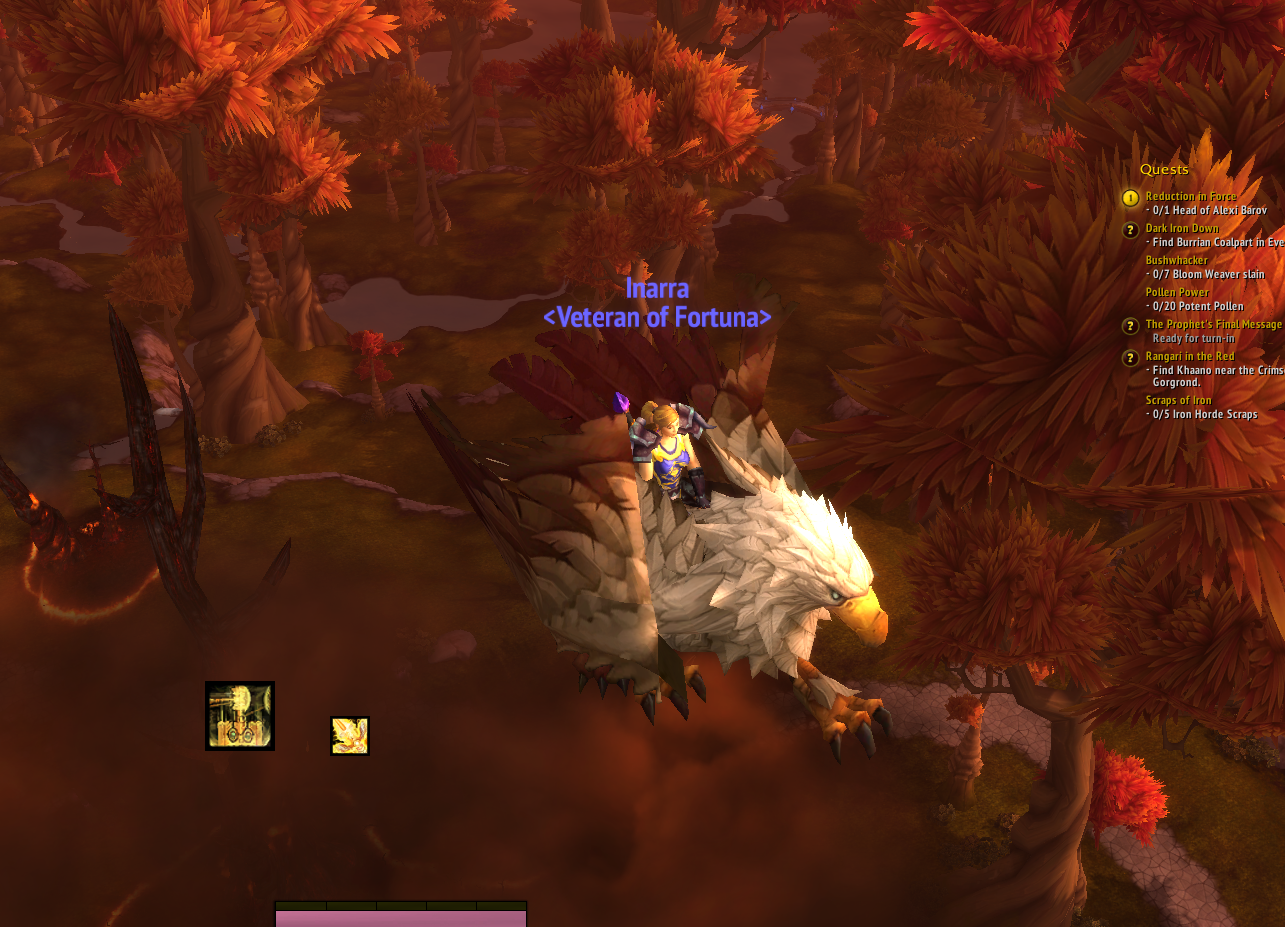 Quests
Reduction in Force
- 0/1 Head of Alexi Barov
Dark Iron Down
- Find Burrian Coalpart in Eve
Bushwhacker
- 0/7 Bloom Weaver slain
Pollen Power
- 0/20 Potent Pollen
The Prophet's Final Message
Ready for turn-in
Rangari in the Red
- Find Khaano near the Crims
Gorgrond.
Scraps of Iron
- 0/5 Iron Horde Scraps
Inarra
<Veteran of Fortuna>